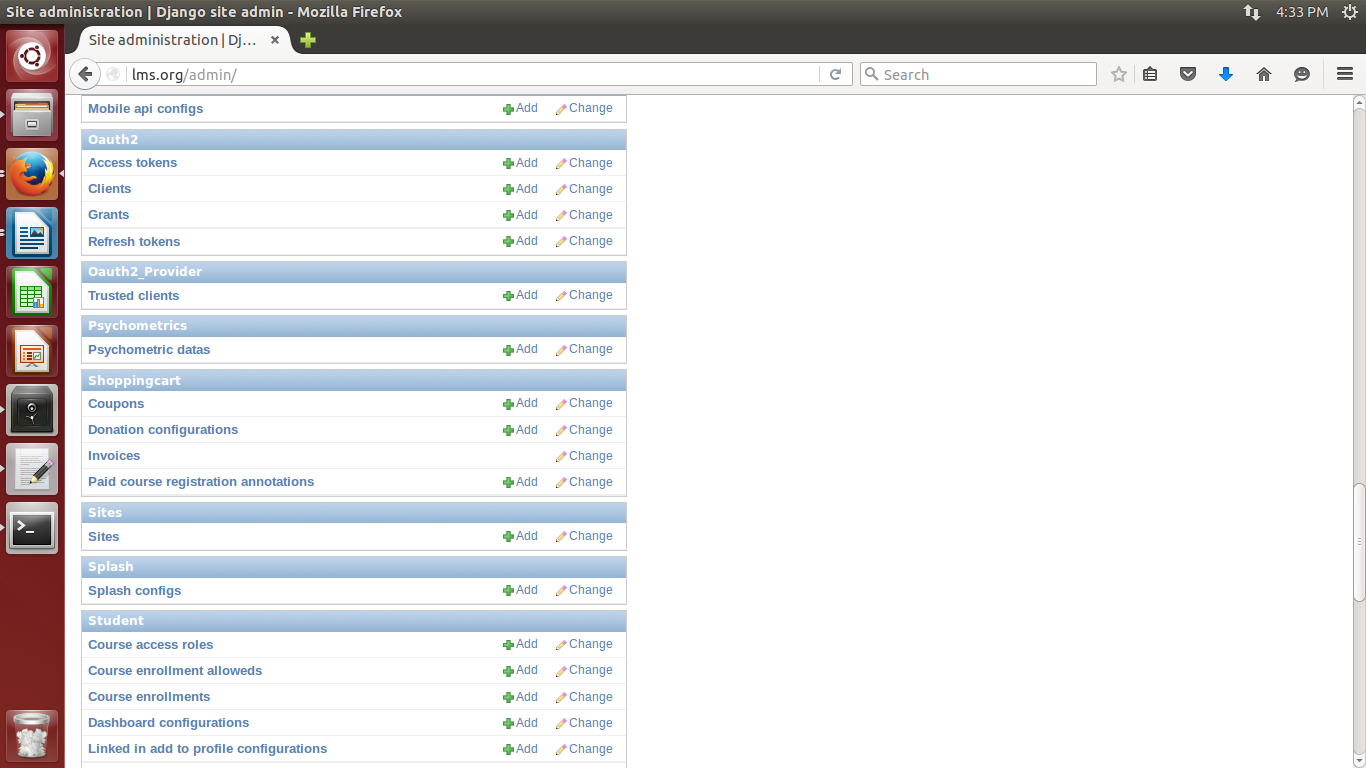 Site administration | Django site admin - Mozilla Firefox
4:33 PM
Site administration | Dj...
lms.org/admin/
Search
Mobile api configs Add Change
Oauth2
Access tokens Add Change
Clients Add Change
Grants Add Change
Refresh tokens Add Change
Oauth2_Provider
Trusted clients Add Change
Psychometrics
Psychometric datas Add Change
Shoppingcart
Coupons Add Change
Donation configurations Add Change
Invoices Change
Paid course registration annotations Add Change
Sites
Sites Add Change
Splash
Splash configs Add Change
Student
Course access roles Add Change
Course enrollment alloweds Add Change
Course enrollments Add Change
Dashboard configurations Add Change
Linked in add to profile configurations Add Change